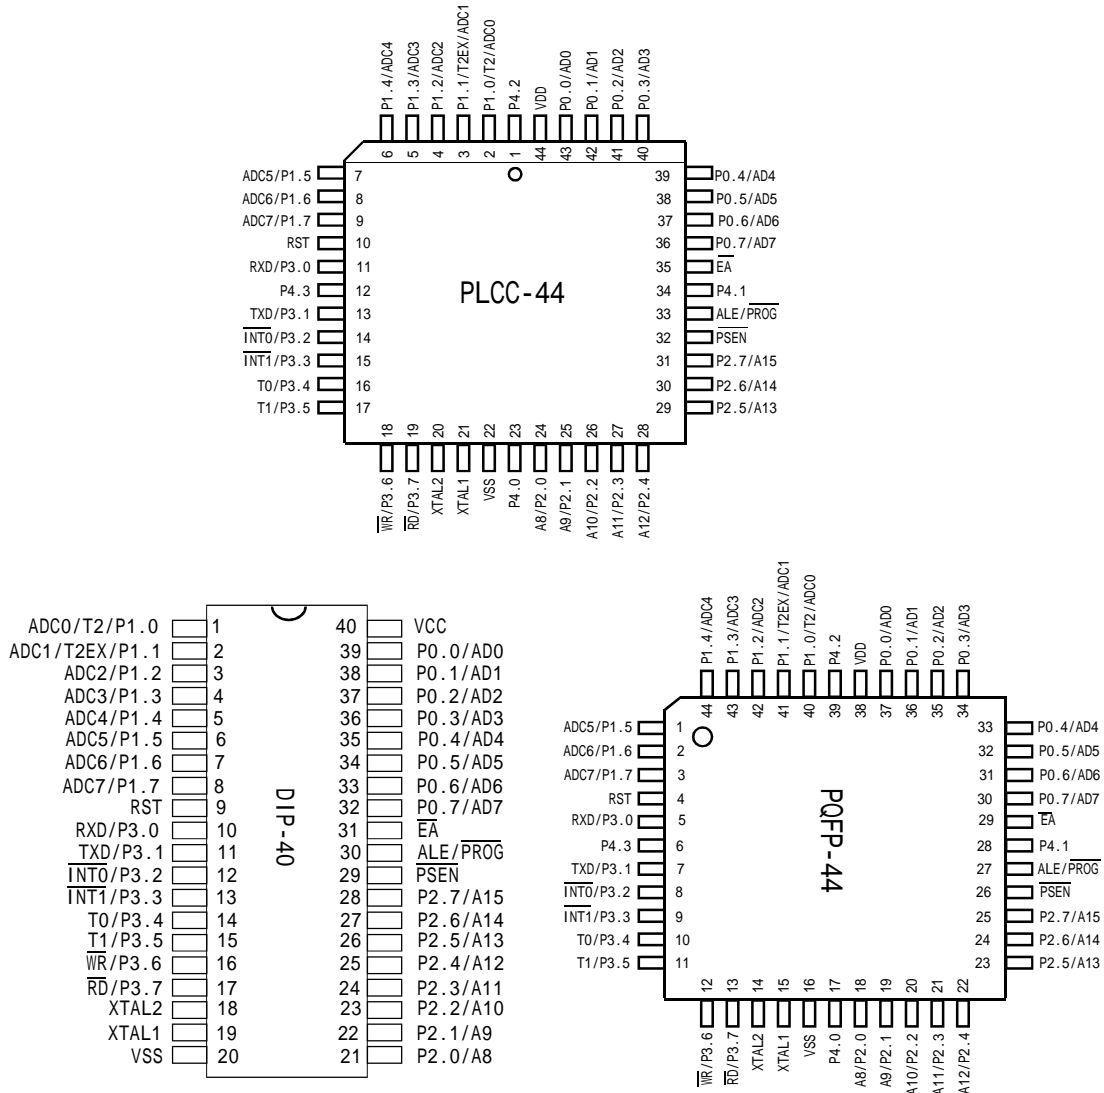 P1.4/ADC4
P1.3/ADC3
P1.2/ADC2
P1.1/T2EX/ADC1
P1.0/T2/ADC0
P4.2
VDD
P0.0/AD0
P0.1/AD1
P0.2/AD2
P0.3/AD3
6 5 4 3 2 1 44 43 42 41 40
ADC5/P1.5 7 39 P0.4/AD4
ADC6/P1.6 8 38 P0.5/AD5
ADC7/P1.7 9 37 P0.6/AD6
RST 10 36 P0.7/AD7
RXD/P3.0 11 35 EA
P4.3 12 34 P4.1
PLCC-44
TXD/P3.1 13 33 ALE/PROG
INT0/P3.2 14 32 PSEN
INT1/P3.3 15 31 P2.7/A15
T0/P3.4 16 30 P2.6/A14
T1/P3.5 17 29 P2.5/A13
18 19 20 21 22 23 24 25 26 27 28
WR/P3.6
RD/P3.7
XTAL2
XTAL1
VSS
P4.0
A8/P2.0
A9/P2.1
A10/P2.2
A11/P2.3
A12/P2.4
ADC0/T2/P1.0 1 40 VCC
ADC1/T2EX/P1.1 2 39 P0.0/AD0
ADC2/P1.2 3 38 P0.1/AD1
ADC3/P1.3 4 37 P0.2/AD2
ADC4/P1.4 5 36 P0.3/AD3
ADC5/P1.5 6 35 P0.4/AD4
ADC6/P1.6 7 34 P0.5/AD5
ADC7/P1.7 8 33 P0.6/AD6
RST 9 32 P0.7/AD7
RXD/P3.0 10 31 EA
TXD/P3.1 11 30 ALE/PROG
INT0/P3.2 12 29 PSEN
INT1/P3.3 13 28 P2.7/A15
T0/P3.4 14 27 P2.6/A14
T1/P3.5 15 26 P2.5/A13
WR/P3.6 16 25 P2.4/A12
RD/P3.7 17 24 P2.3/A11
XTAL2 18 23 P2.2/A10
XTAL1 19 22 P2.1/A9
VSS 20 21 P2.0/A8
DIP-40
P1.4/ADC4
P1.3/ADC3
P1.2/ADC2
P1.1/T2EX/ADC1
P1.0/T2/ADC0
P4.2
VDD
P0.0/AD0
P0.1/AD1
P0.2/AD2
P0.3/AD3
44 43 42 41 40 39 38 37 36 35 34
ADC5/P1.5 1 33 P0.4/AD4
ADC6/P1.6 2 32 P0.5/AD5
ADC7/P1.7 3 31 P0.6/AD6
RST 4 30 P0.7/AD7
RXD/P3.0 5 29 EA
P4.3 6 28 P4.1
TXD/P3.1 7 27 ALE/PROG
INT0/P3.2 8 26 PSEN
INT1/P3.3 9 25 P2.7/A15
T0/P3.4 10 24 P2.6/A14
T1/P3.5 11 23 P2.5/A13
PQFP-44
12 13 14 15 16 17 18 19 20 21 22
WR/P3.6
RD/P3.7
XTAL2
XTAL1
VSS
P4.0
A8/P2.0
A9/P2.1
A10/P2.2
A11/P2.3
A12/P2.4